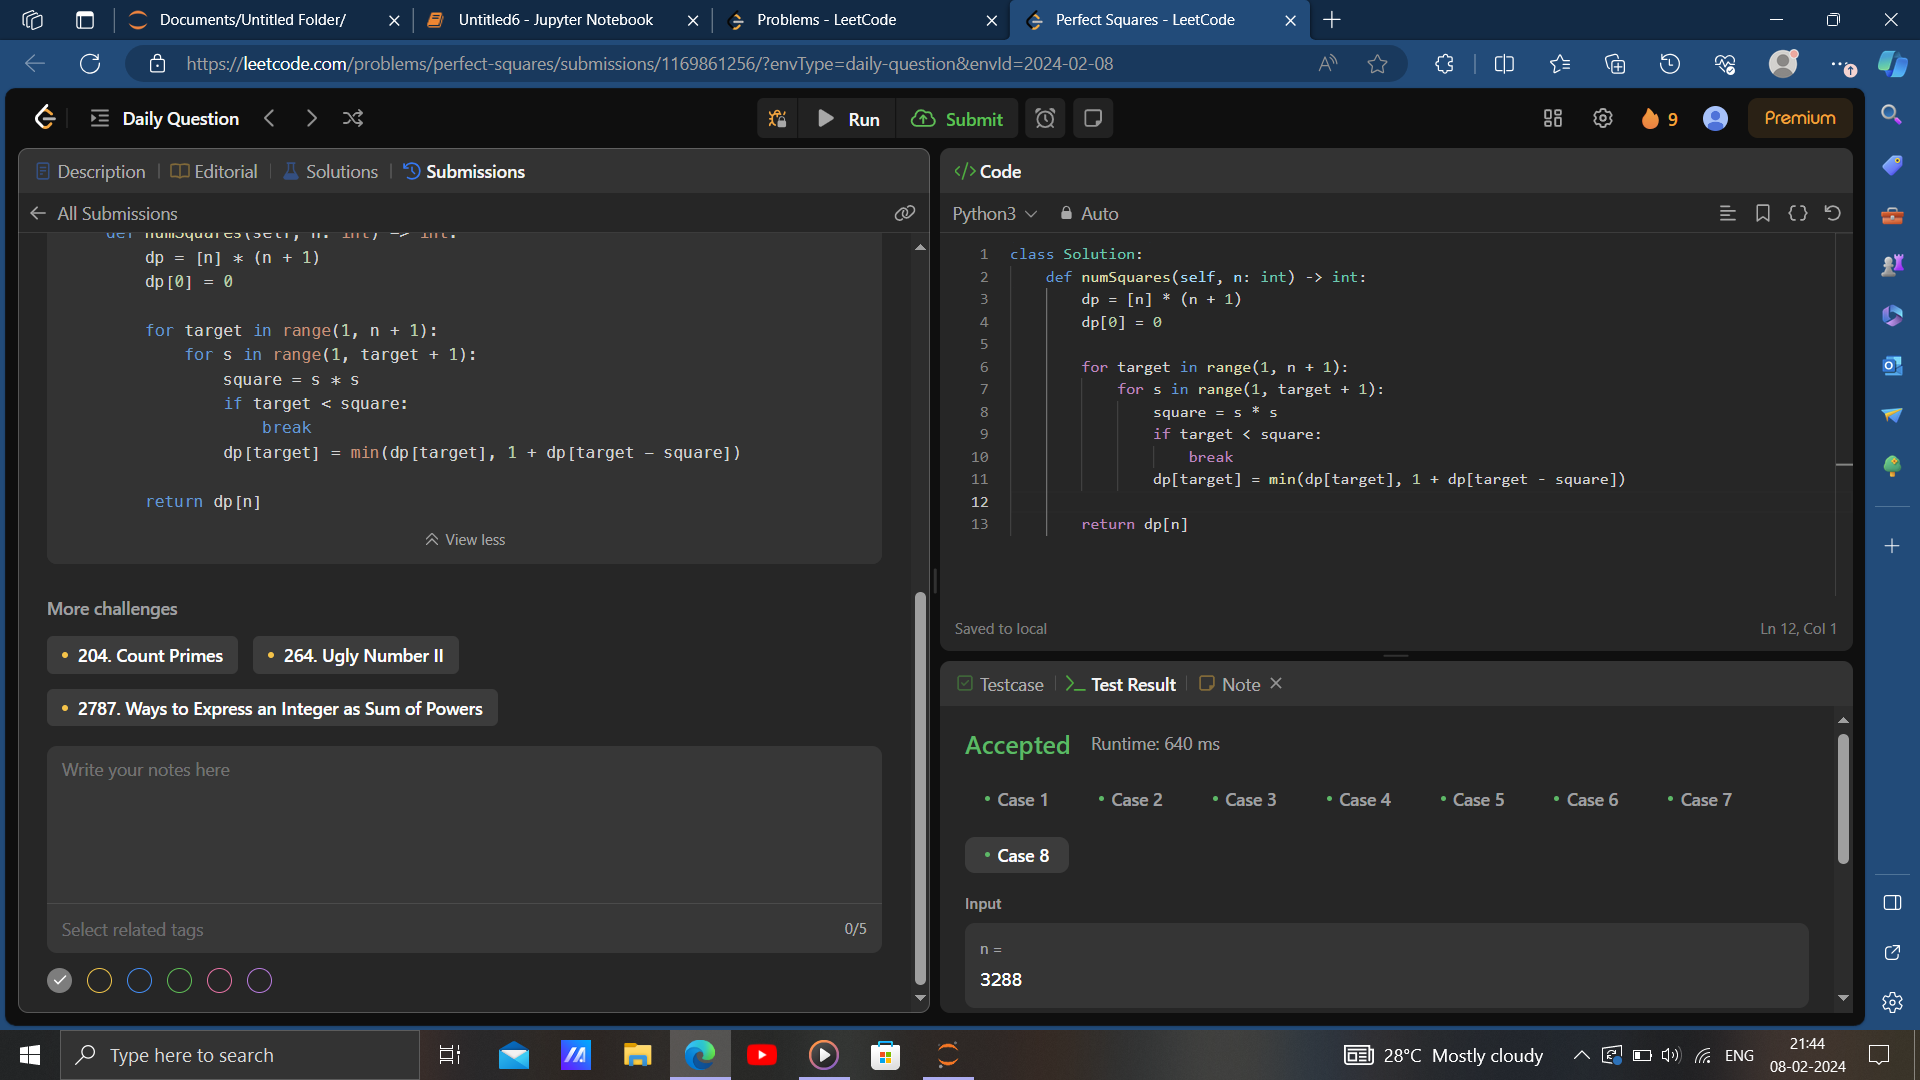 Documents/Untitled Folder/
Untitled6 - Jupyter Notebook
Problems - LeetCode
Perfect Squares - LeetCode
https://leetcode.com/problems/perfect-squares/submissions/1169861256/?envType=daily-question&envId=2024-02-08
Daily Question
Run
Submit
9
Premium
Description
Editorial
Solutions
Submissions
All Submissions
def numSquares(self, n: int) -> int:
dp = [n] * (n + 1)
dp[0] = 0
for target in range(1, n + 1):
for s in range(1, target + 1):
square = s * s
if target < square:
break
dp[target] = min(dp[target], 1 + dp[target - square])
return dp[n]
View less
More challenges
204. Count Primes
264. Ugly Number II
2787. Ways to Express an Integer as Sum of Powers
Write your notes here
Select related tags
0/5
</> Code
Python3
Auto
1 class Solution:
2 def numSquares(self, n: int) -> int:
3 dp = [n] * (n + 1)
4 dp[0] = 0
5
6 for target in range(1, n + 1):
7 for s in range(1, target + 1):
8 square = s * s
9 if target < square:
10 break
11 dp[target] = min(dp[target], 1 + dp[target - square])
12
13 return dp[n]
Saved to local
Ln 12, Col 1
Testcase
Test Result
Note
Accepted
Runtime: 640 ms
Case 1
Case 2
Case 3
Case 4
Case 5
Case 6
Case 7
Case 8
Input
n =
3288
Type here to search
28°C Mostly cloudy
ENG
21:44
08-02-2024